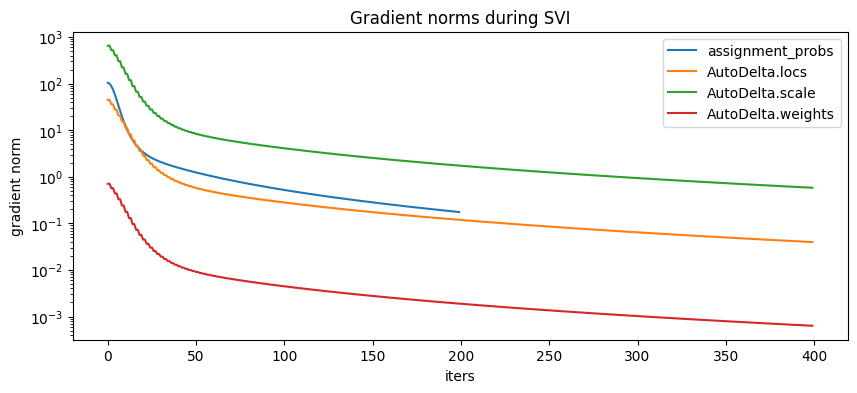 Gradient norms during SVI
gradient norm
10³
10²
10¹
10⁰
10⁻¹
10⁻²
10⁻³
assignment_probs
AutoDelta.locs
AutoDelta.scale
AutoDelta.weights
0 50 100 150 200 250 300 350 400
iters